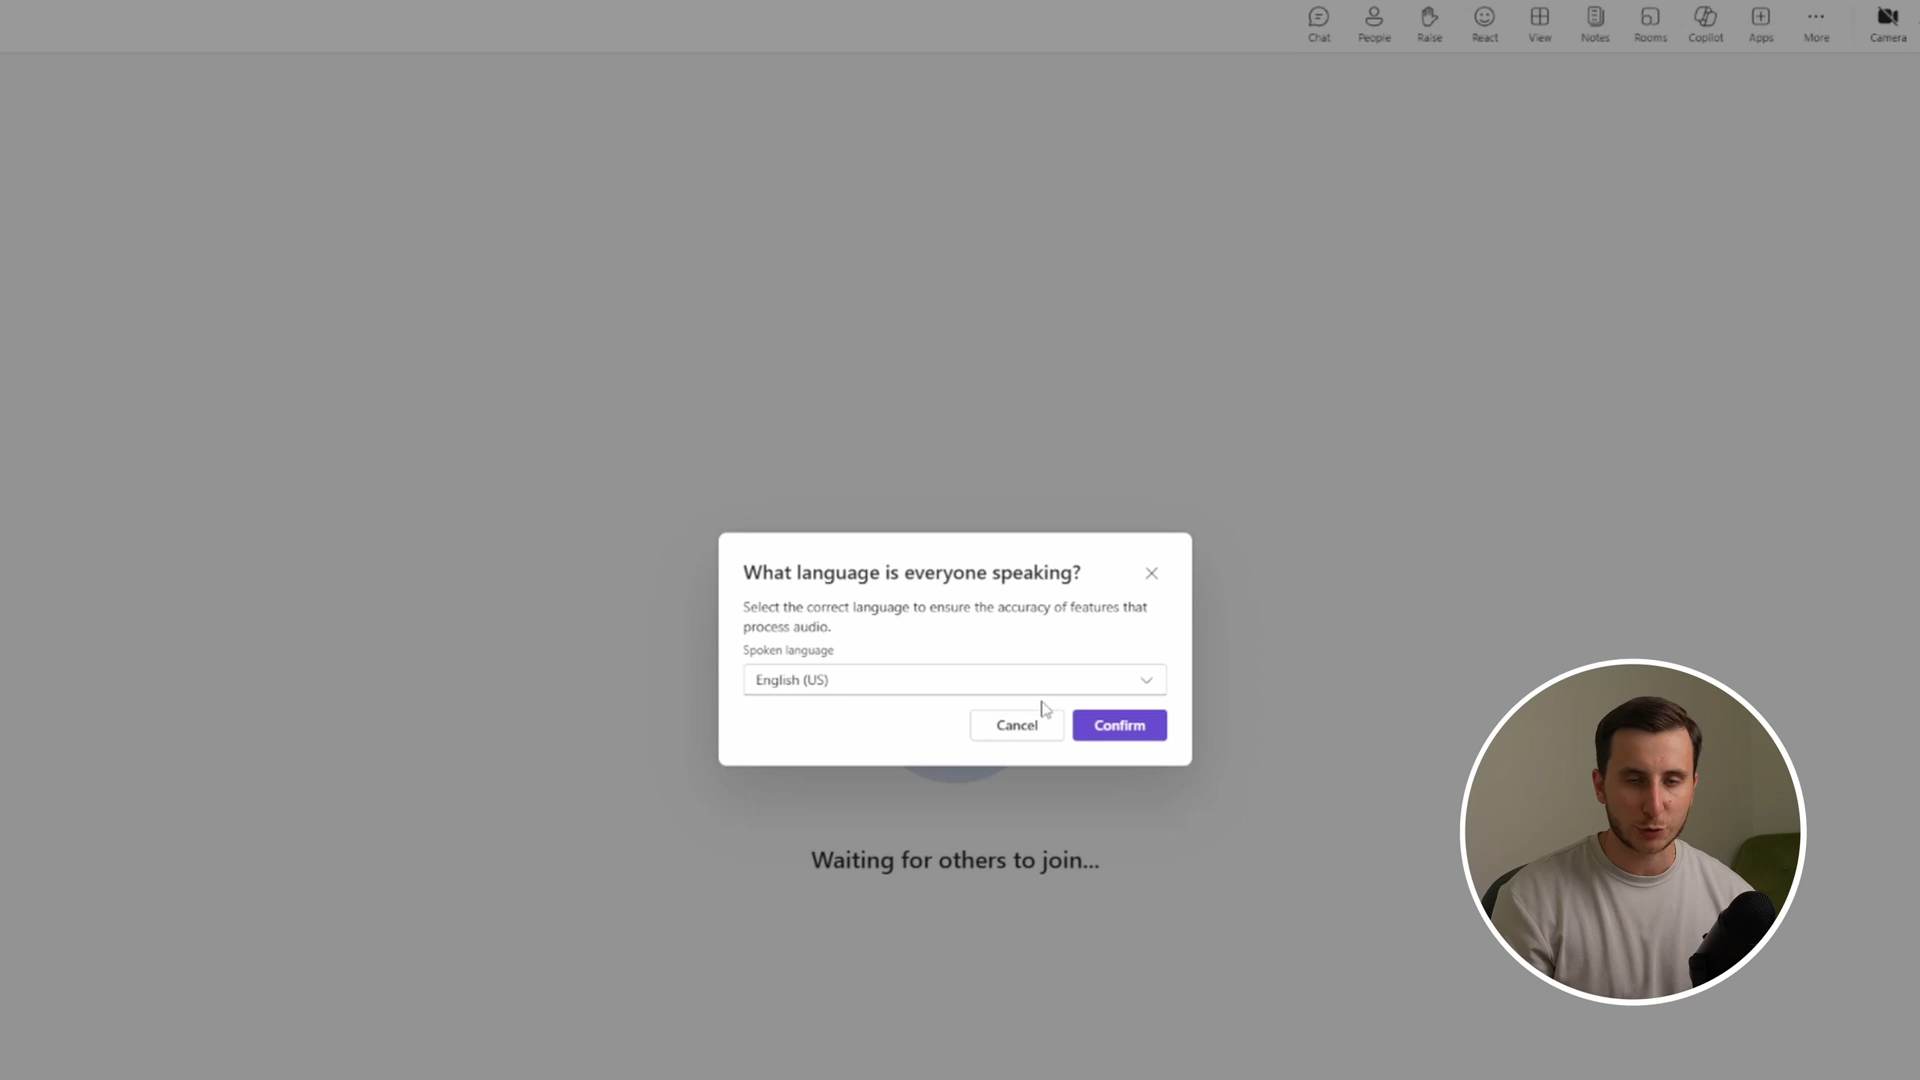 Chat People Raise React View Notes Rooms Copilot Apps More Camera
What language is everyone speaking?
Select the correct language to ensure the accuracy of features that
process audio.
Spoken language
English (US)
Cancel Confirm
Waiting for others to join...